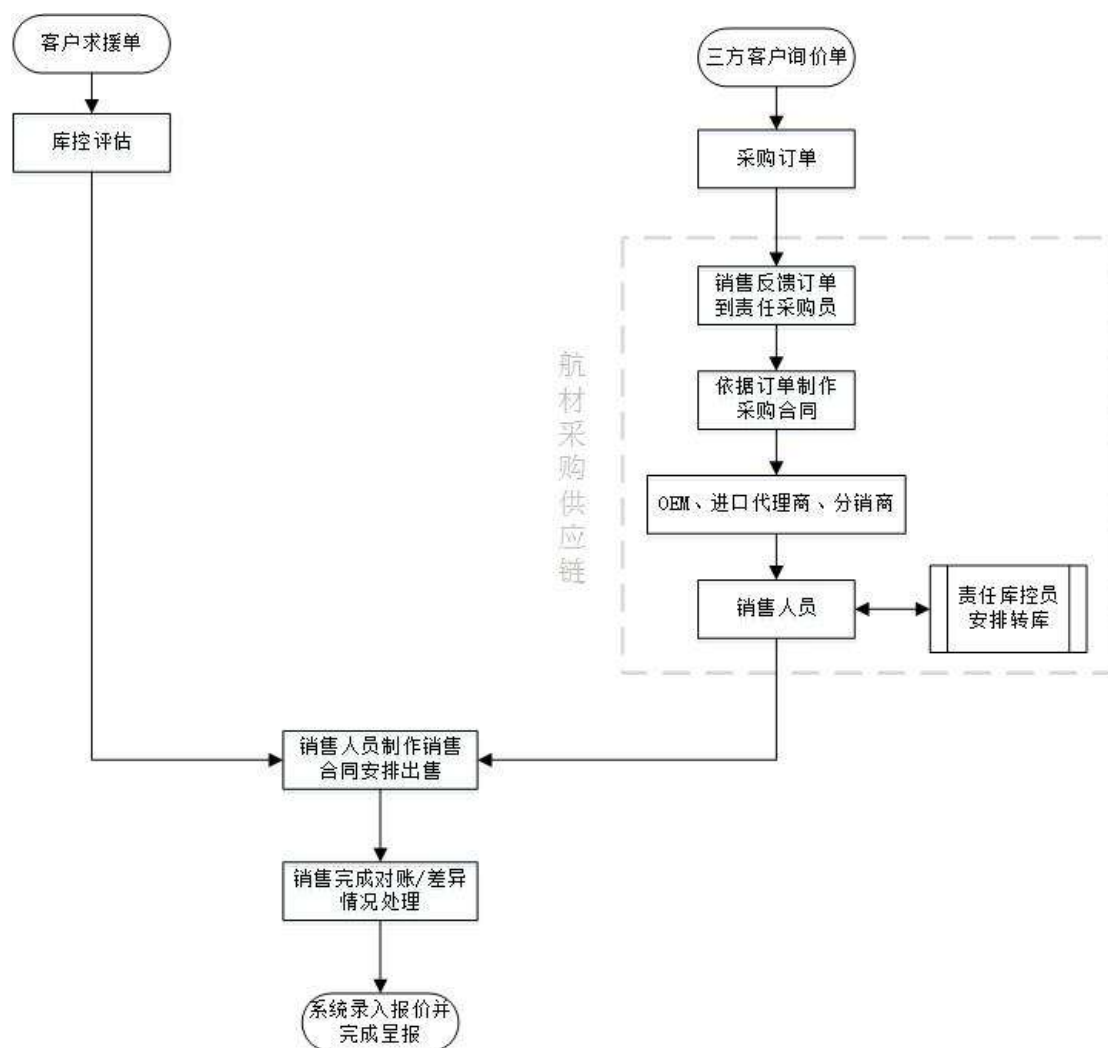 客户求援单
库控评估
三方客户询价单
采购订单
销售反馈订单
到责任采购员
依据订单制作
采购合同
OEM、进口代理商、分销商
销售人员
责任库控员
安排转库
航材采购供应链
销售人员制作销售
合同安排出售
销售完成对账/差异
情况处理
系统录入报价并
完成呈报